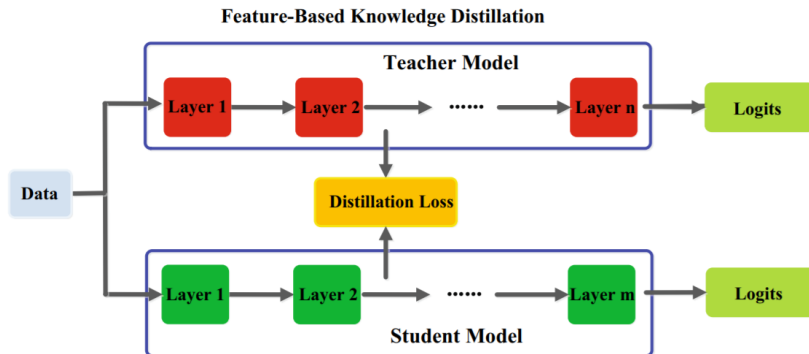 Feature-Based Knowledge Distillation
Teacher Model
Layer 1
Layer 2
......
Layer n
Logits
Data
Distillation Loss
Layer 1
Layer 2
......
Layer m
Logits
Student Model